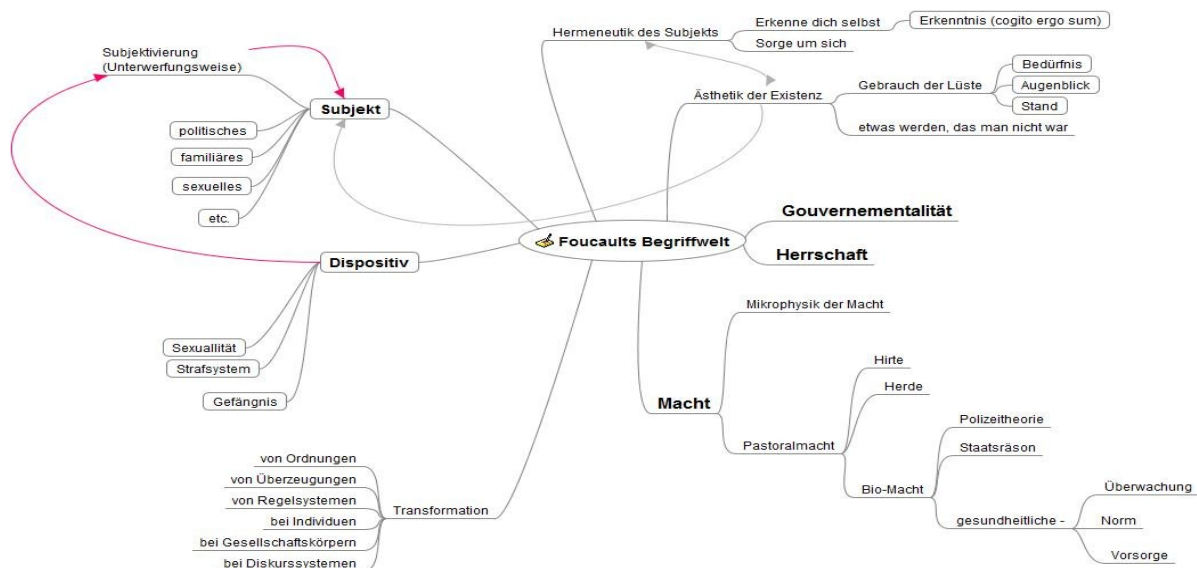 Hermeneutik des Subjekts
Erkenne dich selbst
Erkenntnis (cogito ergo sum)
Sorge um sich
Ästhetik der Existenz
Gebrauch der Lüste
Bedürfnis
Augenblick
Stand
etwas werden, das man nicht war
Subjektivierung
(Unterwerfungsweise)
Subjekt
politisches
familiäres
sexuelles
etc.
Foucaults Begriffwelt
Gouvernementalität
Herrschaft
Dispositiv
Sexuallität
Strafsystem
Gefängnis
Macht
Mikrophysik der Macht
Pastoralmacht
Hirte
Herde
Bio-Macht
Polizeitheorie
Staatsräson
gesundheitliche -
Überwachung
Norm
Vorsorge
Transformation
von Ordnungen
von Überzeugungen
von Regelsystemen
bei Individuen
bei Gesellschaftskörpern
bei Diskurssystemen